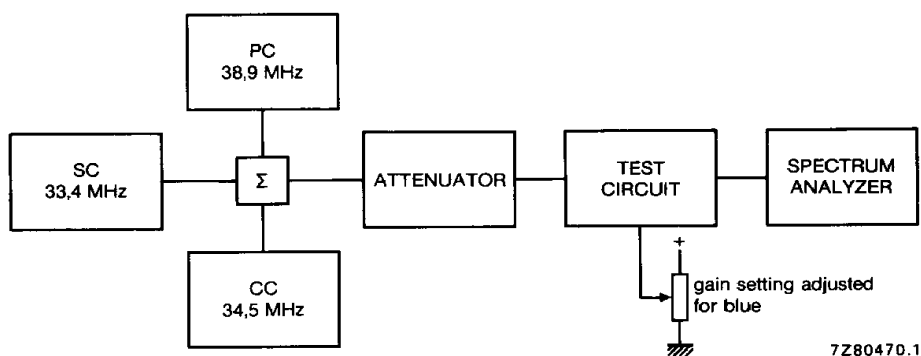 PC
38,9 MHz
SC
33,4 MHz
Σ
ATTENUATOR
TEST
CIRCUIT
SPECTRUM
ANALYZER
CC
34,5 MHz
+
gain setting adjusted
for blue
7Z80470.1